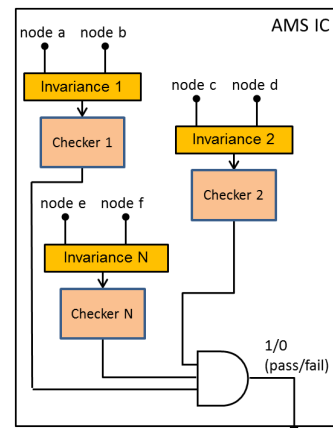 AMS IC
node a node b
Invariance 1
Checker 1
node c node d
Invariance 2
Checker 2
node e node f
Invariance N
Checker N
1/0
(pass/fail)